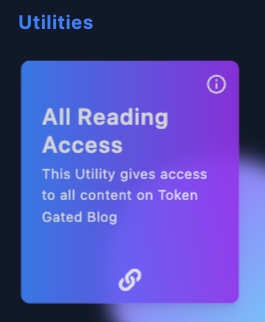 Utilities
All Reading
Access
This Utility gives access
to all content on Token
Gated Blog